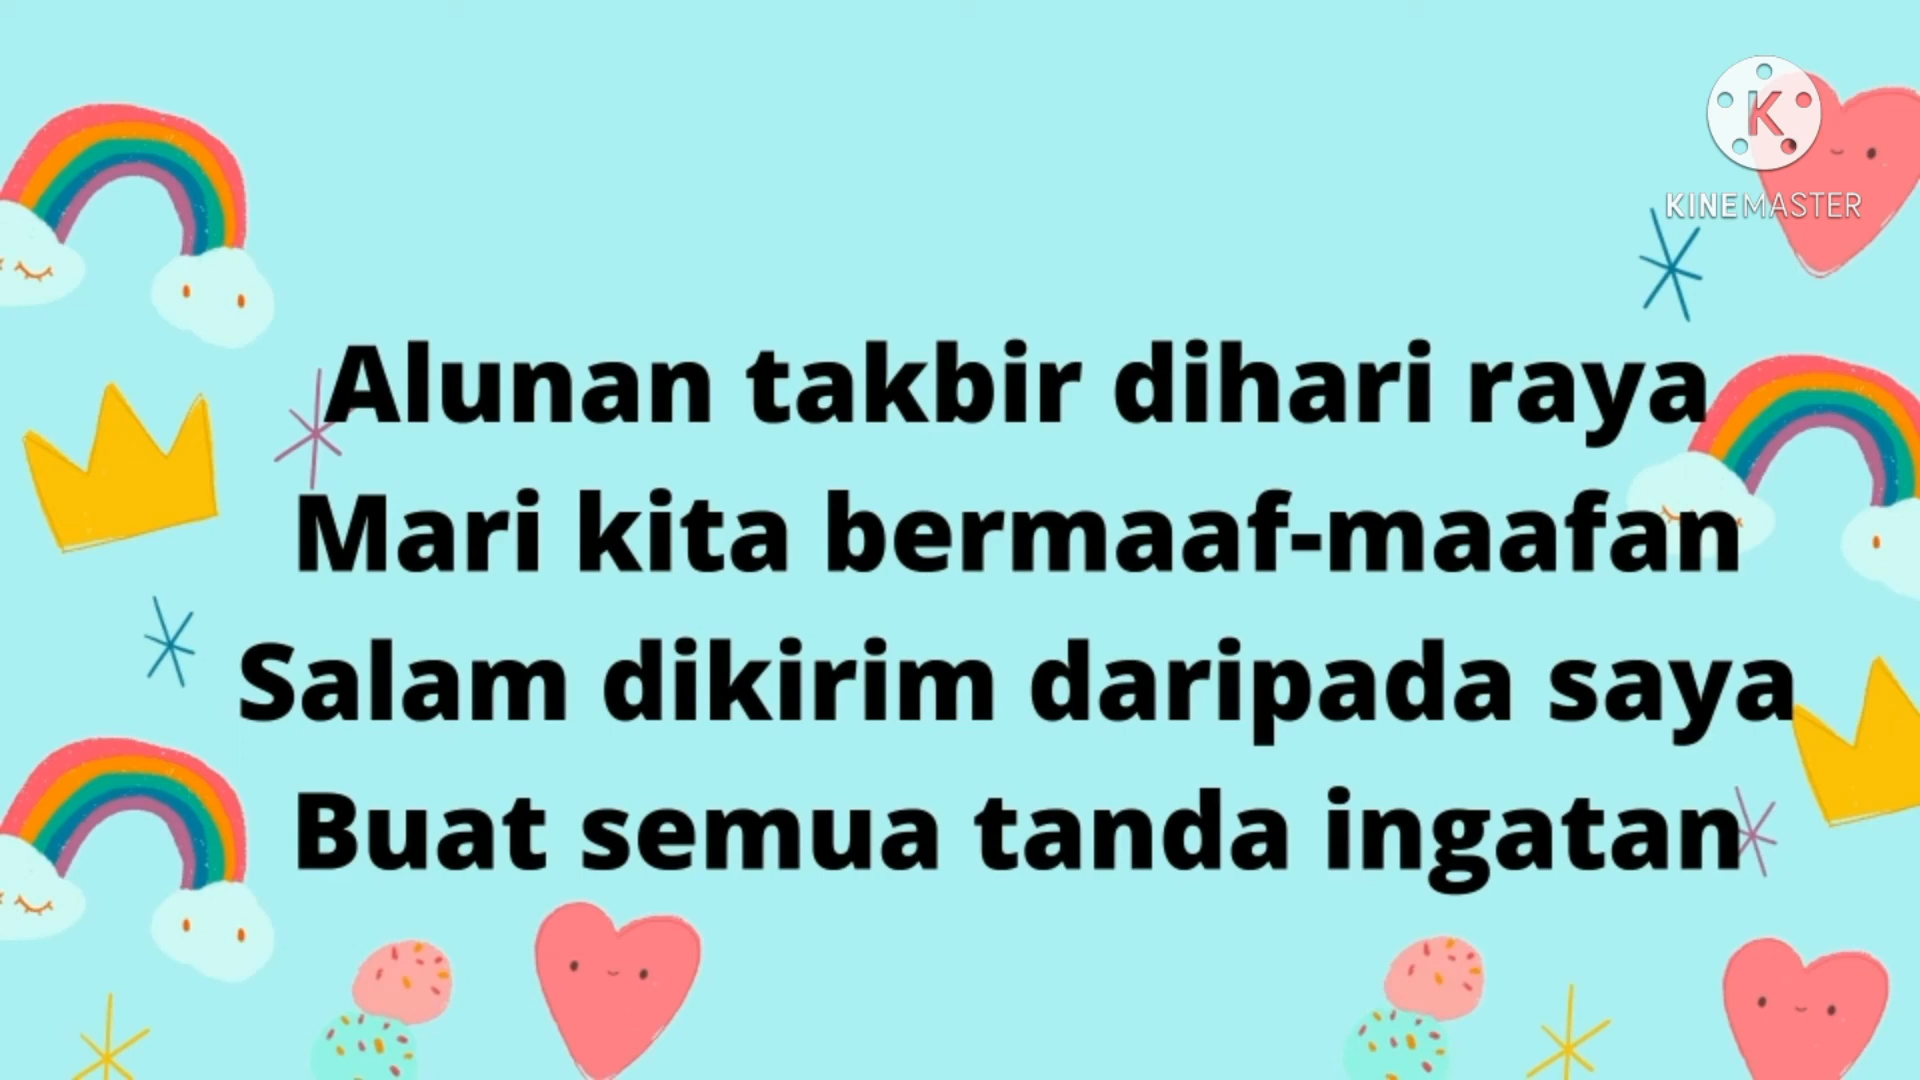 KINEMASTER
Alunan takbir dihari raya
Mari kita bermaaf-maafan
Salam dikirim daripada saya
Buat semua tanda ingatan